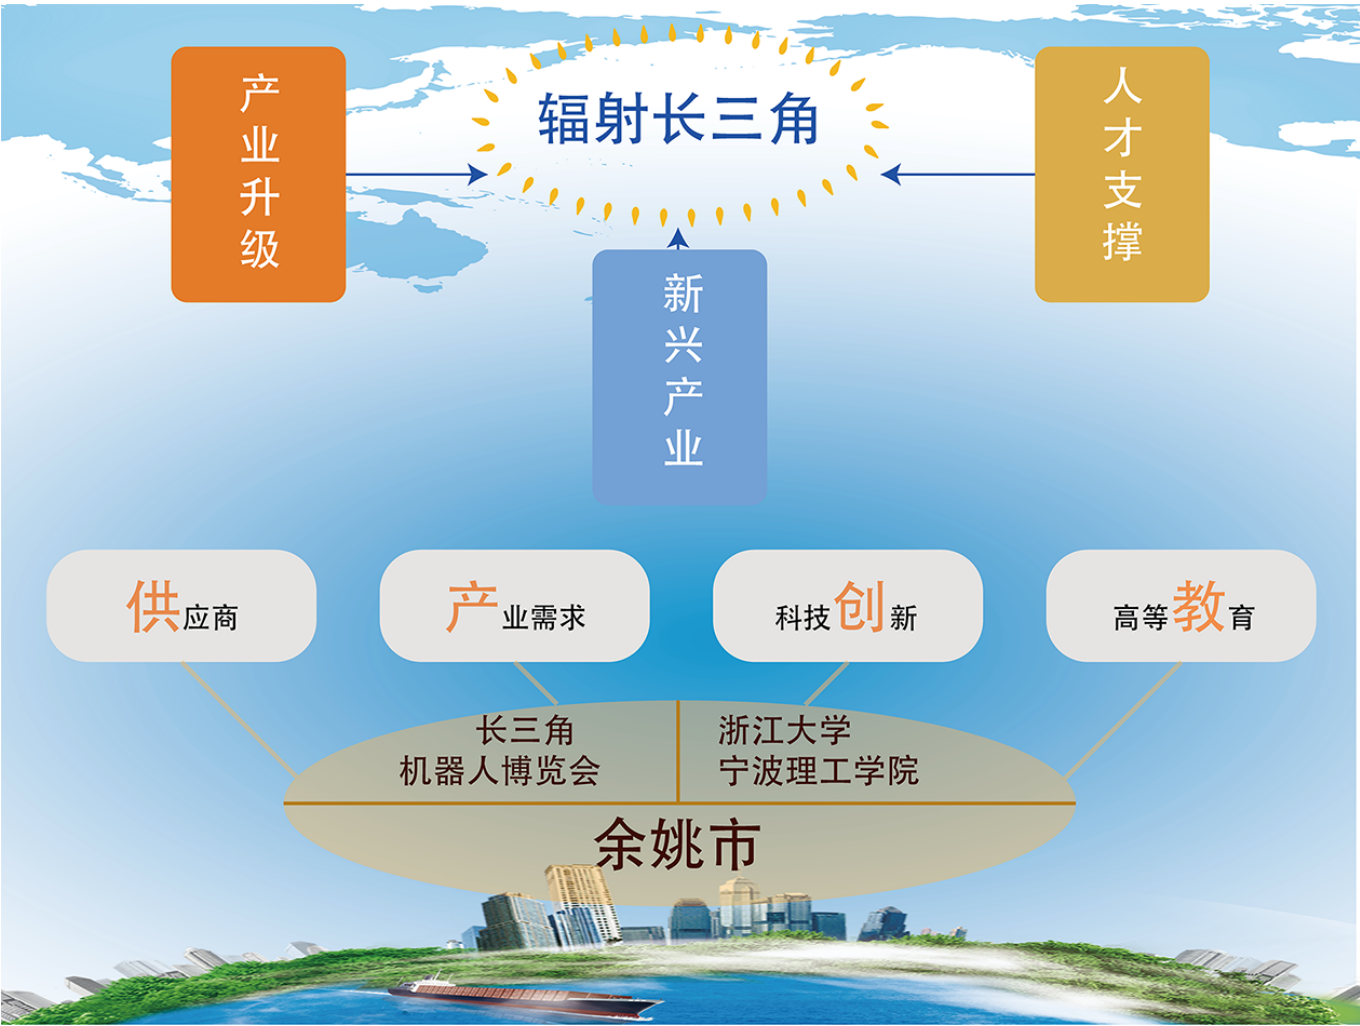 辐射长三角
产业升级
人才支撑
新兴产业
供应商
产业需求
科技创新
高等教育
长三角
机器人博览会
浙江大学
宁波理工学院
余姚市